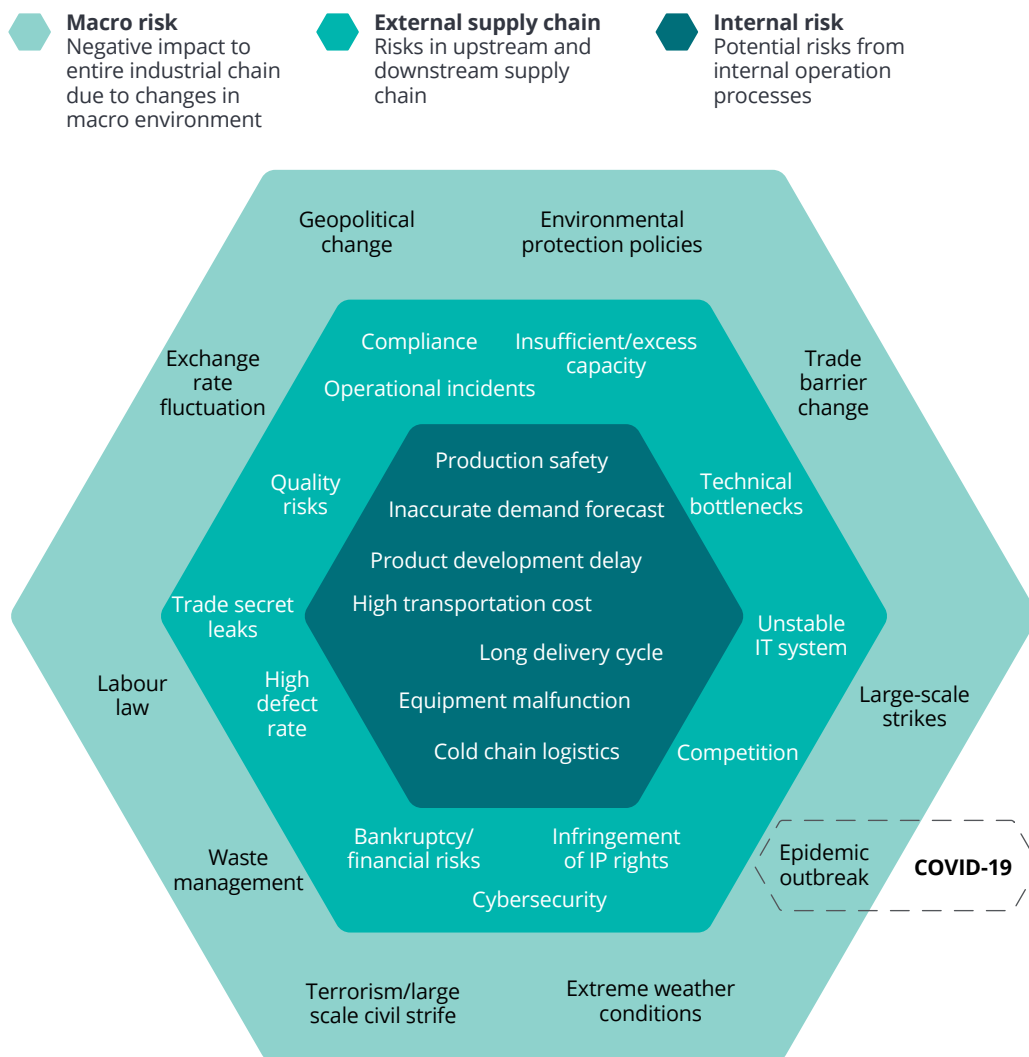 Macro risk
Negative impact to
entire industrial chain
due to changes in
macro environment
External supply chain
Risks in upstream and
downstream supply
chain
Internal risk
Potential risks from
internal operation
processes
Geopolitical
change
Environmental
protection policies
Exchange
rate
fluctuation
Compliance
Insufficient/excess
capacity
Operational incidents
Trade
barrier
change
Quality
risks
Production safety
Inaccurate demand forecast
Product development delay
High transportation cost
Long delivery cycle
Equipment malfunction
Cold chain logistics
Technical
bottlenecks
Trade secret
leaks
Unstable
IT system
Labour
law
High
defect
rate
Large-scale
strikes
Competition
Waste
management
Bankruptcy/
financial risks
Infringement
of IP rights
Cybersecurity
Epidemic
outbreak
COVID-19
Terrorism/large
scale civil strife
Extreme weather
conditions